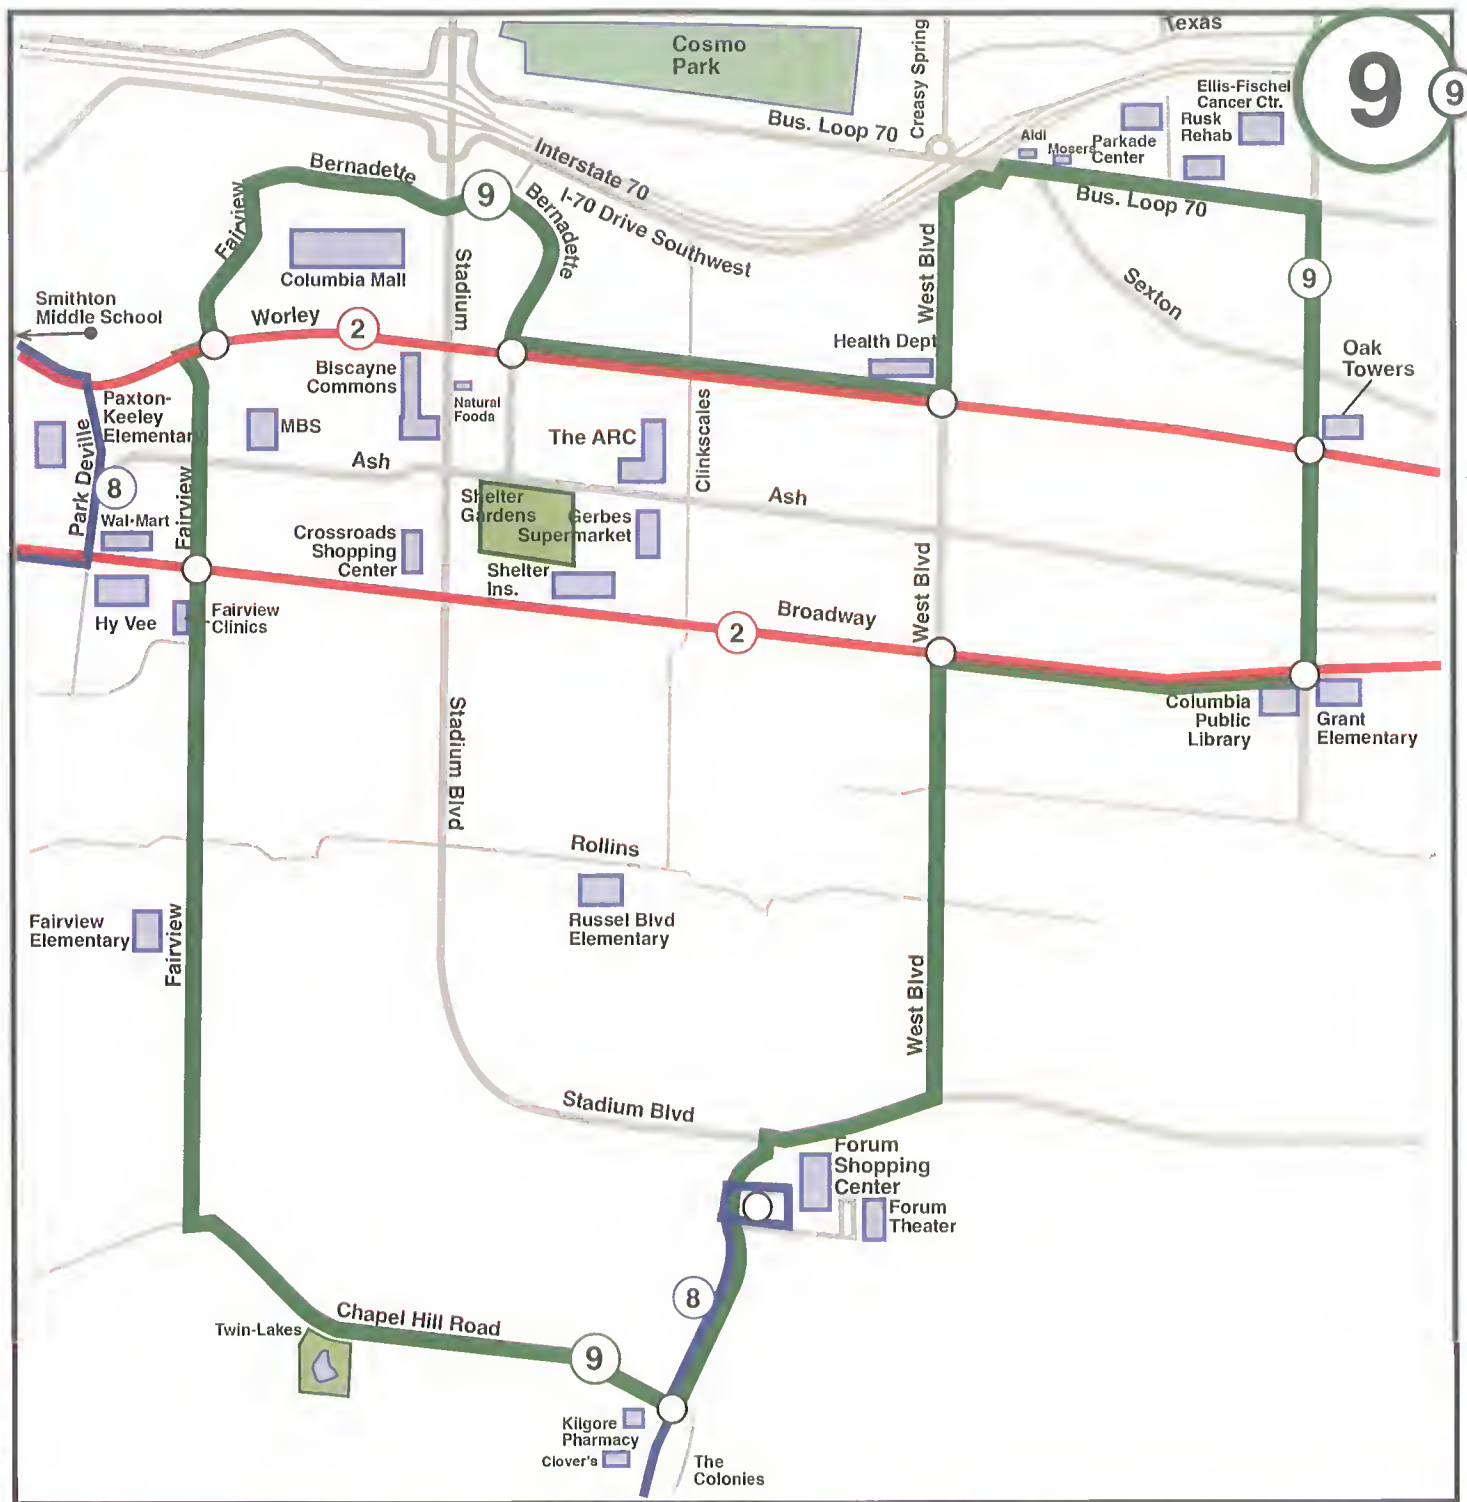 Texas
Cosmo
Park
Creasy Spring
9
9
Ellis-Fischel
Cancer Ctr.
Rusk
Rehab
Bus. Loop 70
Aldi
Mosers
Parkade
Center
Interstate 70
Bernadette
9
Bernadette
I-70 Drive Southwest
Bus. Loop 70
Fairview
West Blvd
Sexton
9
Columbia Mall
Stadium
Smithton
Middle School
Worley
2
Health Dept
Oak
Towers
Biscayne
Commons
Natural
Fooda
Paxton-
Keeley
Elementary
MBS
The ARC
Clinkscales
Park Deville
8
Ash
Ash
Fairview
Shelter
Gardens
Gerbes
Supermarket
Wal-Mart
Crossroads
Shopping
Center
Shelter
Ins.
West Blvd
Hy Vee
Fairview
Clinics
2
Broadway
Columbia
Public
Library
Grant
Elementary
Stadium Blvd
Rollins
Russel Blvd
Elementary
Fairview
Elementary
Fairview
West Blvd
Stadium Blvd
Forum
Shopping
Center
Forum
Theater
8
Twin-Lakes
Chapel Hill Road
9
Kilgore
Pharmacy
Clover's
The
Colonies